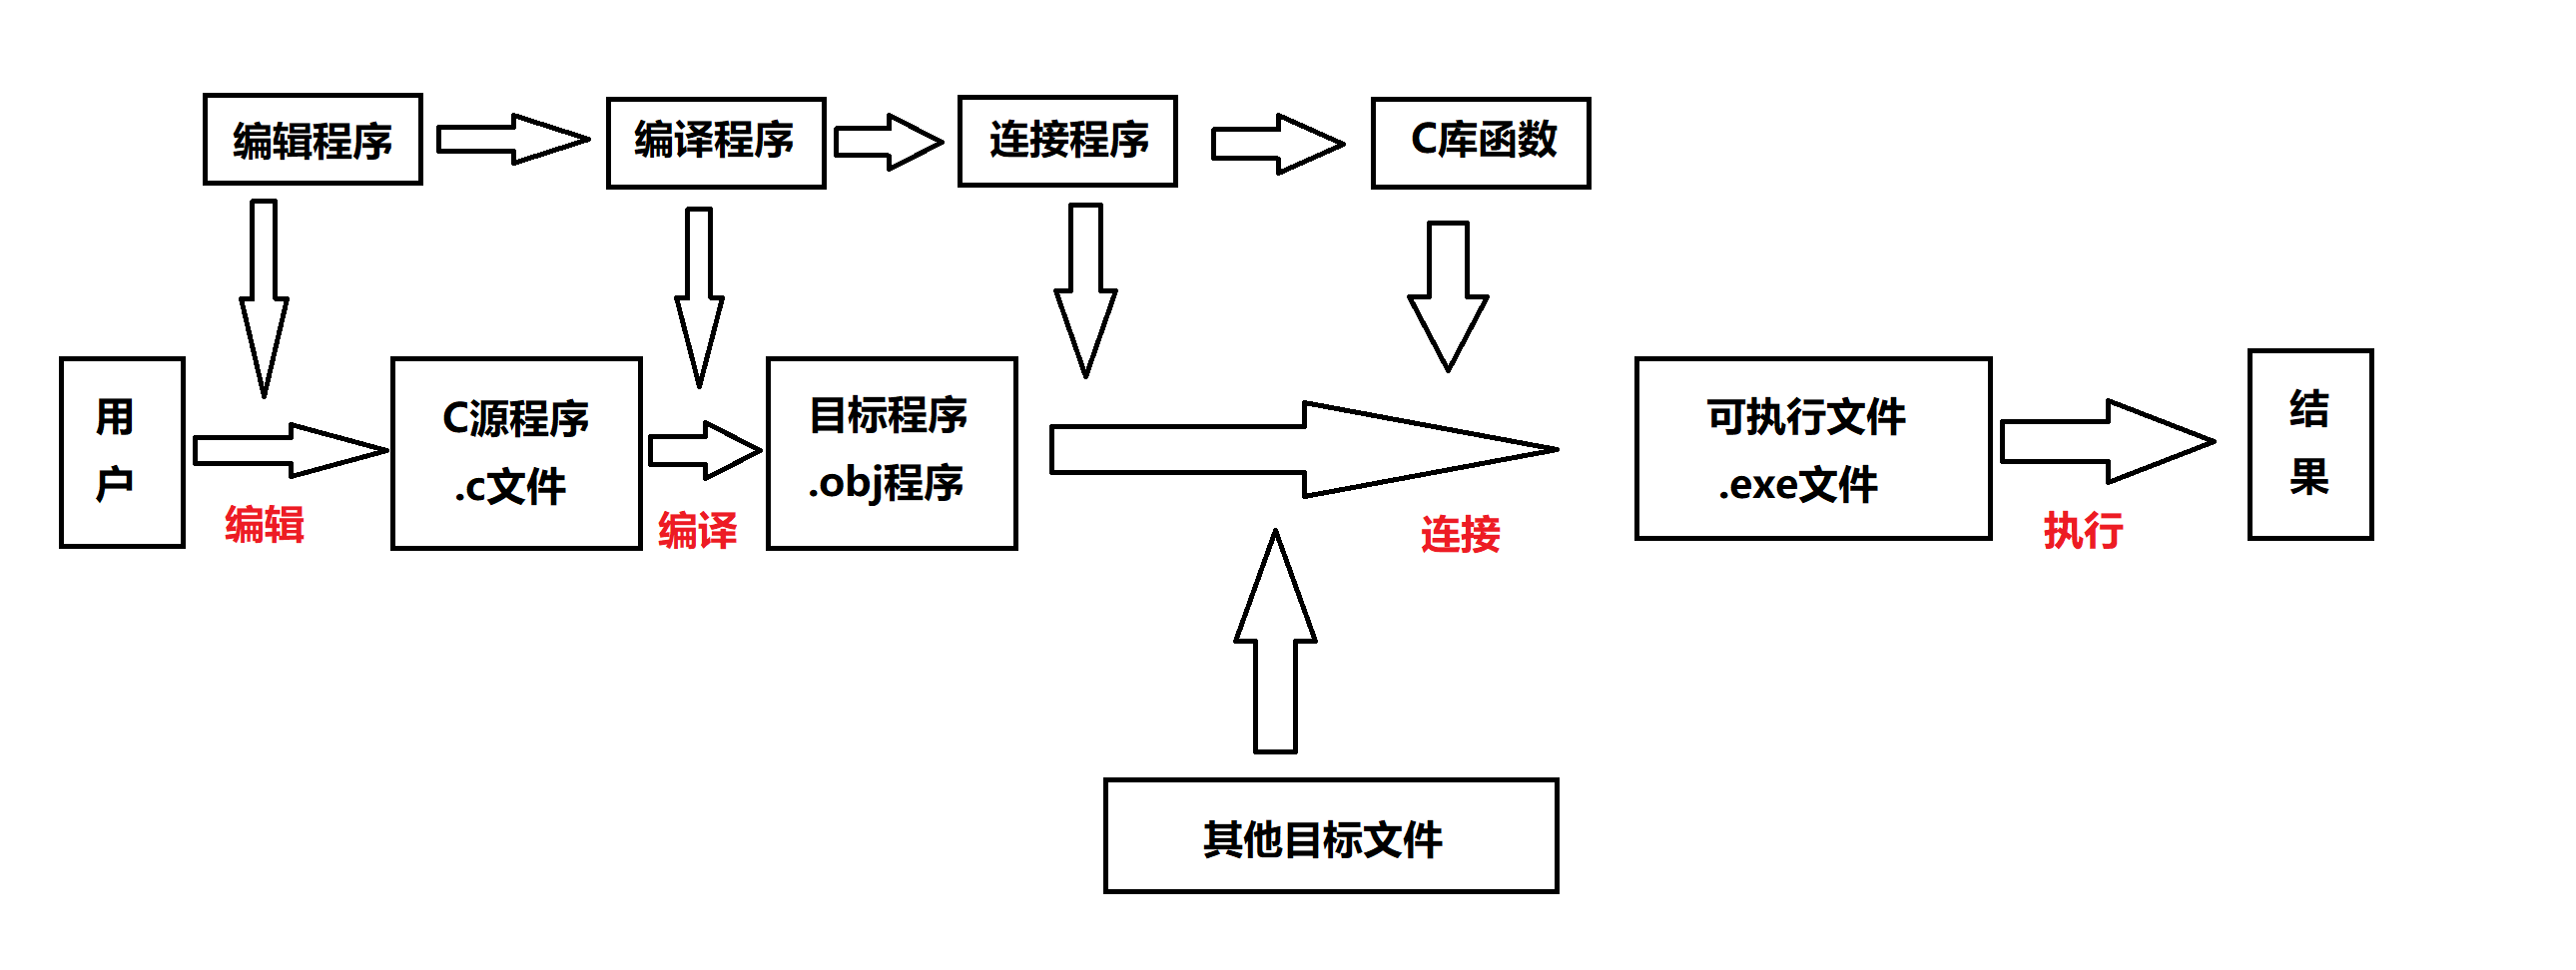 编辑程序
编译程序
连接程序
C库函数
用
户
编辑
C源程序
.c文件
编译
目标程序
.obj程序
连接
可执行文件
.exe文件
执行
结
果
其他目标文件